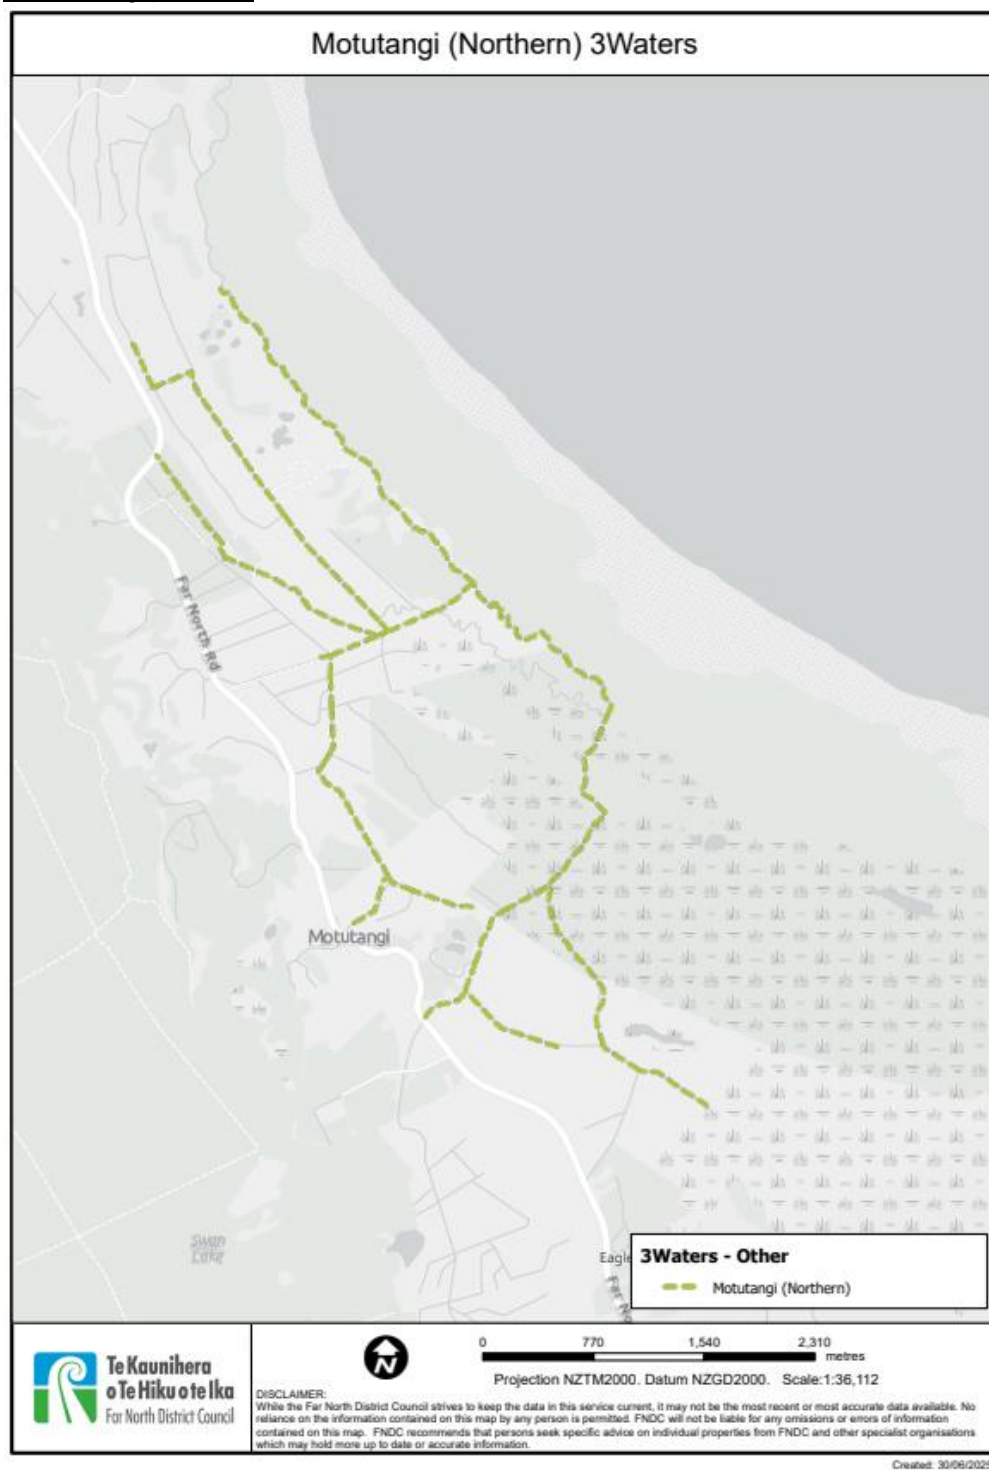 Motutangi (Northern) 3Waters
Far North Rd
Motutangi
Swan
Lake
Eagle
Far No
3Waters - Other
Motutangi (Northern)
Te Kaunihera
o Te Hiku o te Ika
Far North District Council
N
0 770 1,540 2,310
metres
Projection NZTM2000. Datum NZGD2000. Scale:1:36,112
DISCLAIMER:
While the Far North District Council strives to keep the data in this service current, it may not be the most recent or most accurate data available. No
reliance on the information contained on this map by any person is permitted. FNDC will not be liable for any omissions or errors of information
contained on this map. FNDC recommends that persons seek specific advice on individual properties from FNDC and other specialist organisations
which may hold more up to date or accurate information.
Created: 30/06/2025